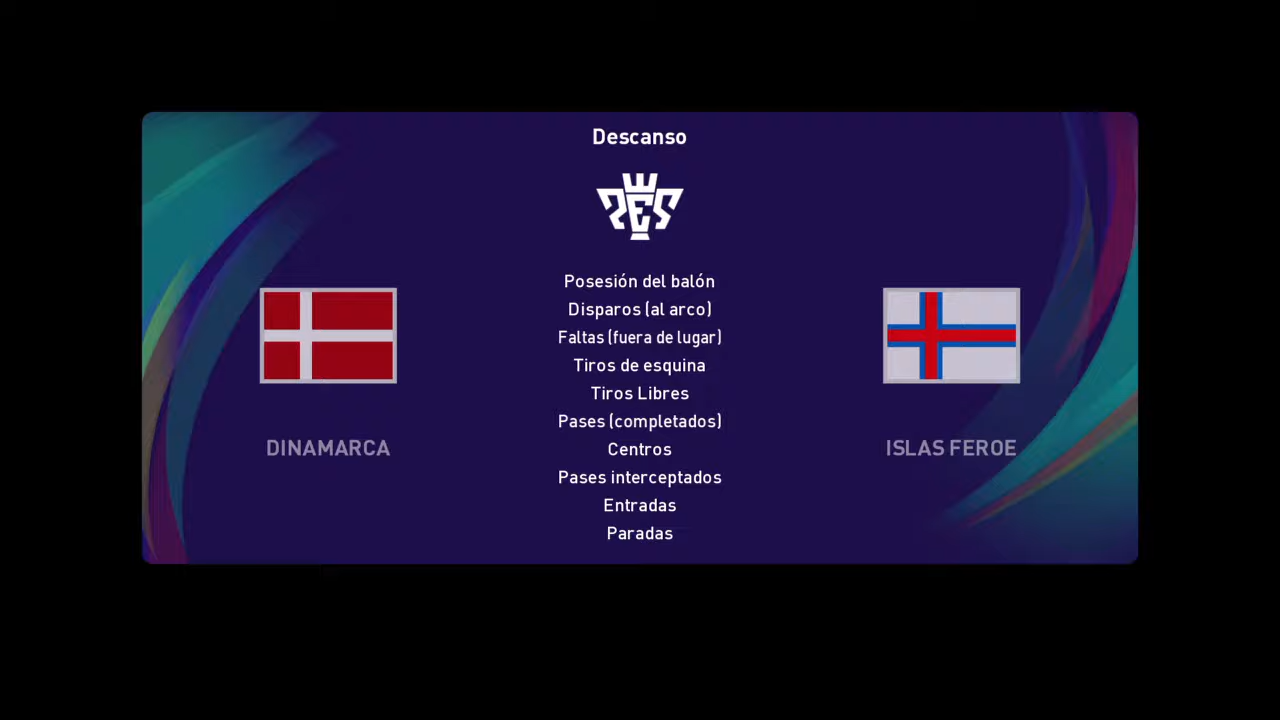 Descanso
PES
Posesión del balón
Disparos (al arco)
Faltas (fuera de lugar)
Tiros de esquina
Tiros Libres
Pases (completados)
Centros
Pases interceptados
Entradas
Paradas
DINAMARCA
ISLAS FEROE